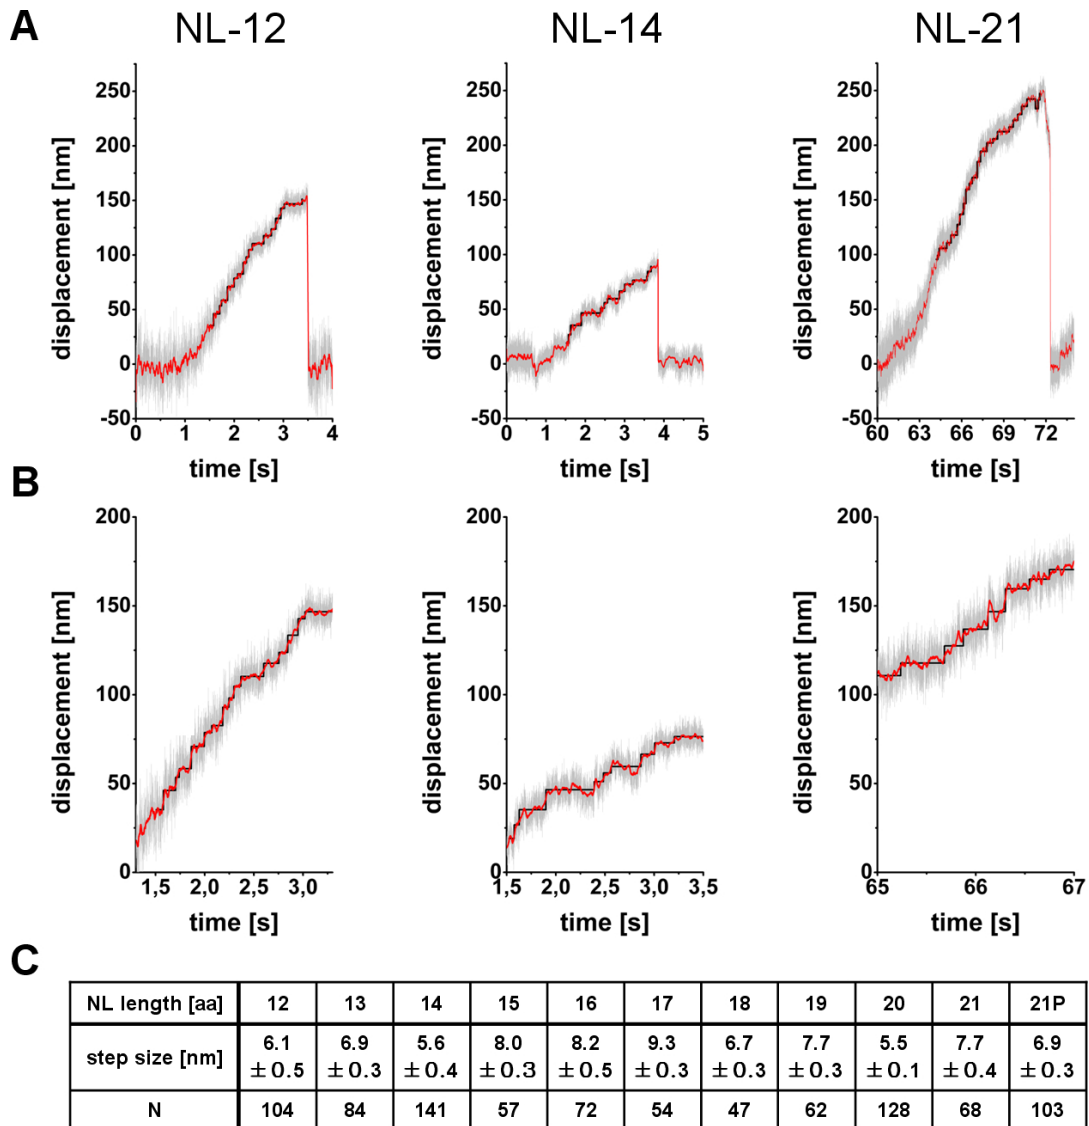 A
NL-12
NL-14
NL-21
displacement [nm]
250
200
150
100
50
0
-50
0 1 2 3 4
time [s]
displacement [nm]
250
200
150
100
50
0
-50
0 1 2 3 4 5
time [s]
displacement [nm]
250
200
150
100
50
0
-50
60 63 66 69 72
time [s]
B
displacement [nm]
200
150
100
50
0
1,5 2,0 2,5 3,0
time [s]
displacement [nm]
200
150
100
50
0
1,5 2,0 2,5 3,0 3,5
time [s]
displacement [nm]
200
150
100
50
0
65 66 67
time [s]
C
NL length [aa] 12 13 14 15 16 17 18 19 20 21 21P
step size [nm] 6.1 6.9 5.6 8.0 8.2 9.3 6.7 7.7 5.5 7.7 6.9
±0.5 ±0.3 ±0.4 ±0.3 ±0.5 ±0.3 ±0.3 ±0.3 ±0.1 ±0.4 ±0.3
N 104 84 141 57 72 54 47 62 128 68 103